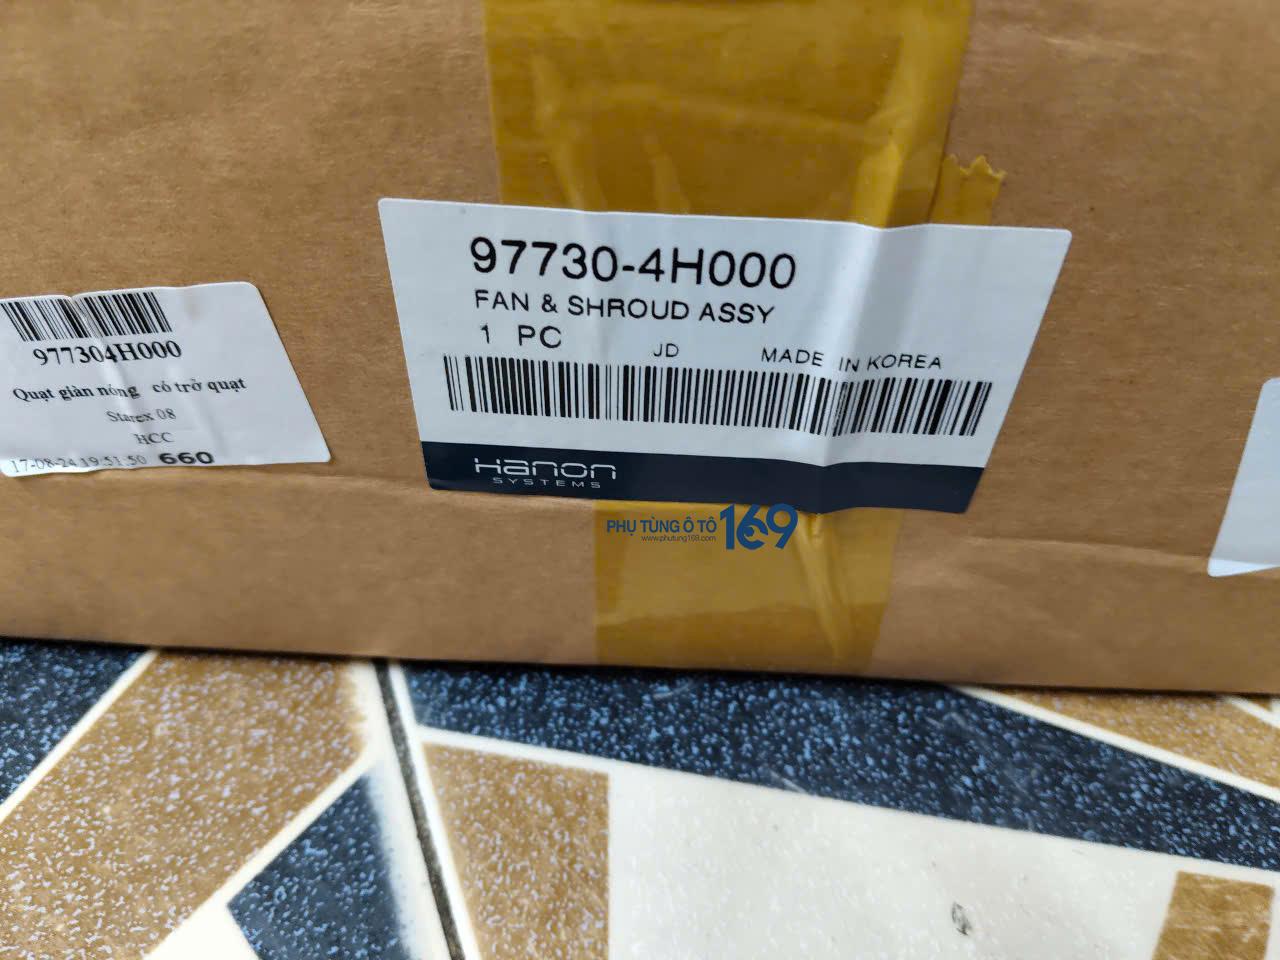 97730-4H000
FAN & SHROUD ASSY
1 PC JD MADE IN KOREA
Hanon
SYSTEMS
977304H000
Quạt giàn nóng có trở quạt
Starex 08
HCC
17-08-24 19:51:50 660
PHỤ TÙNG Ô TÔ 169
www.phutung169.com